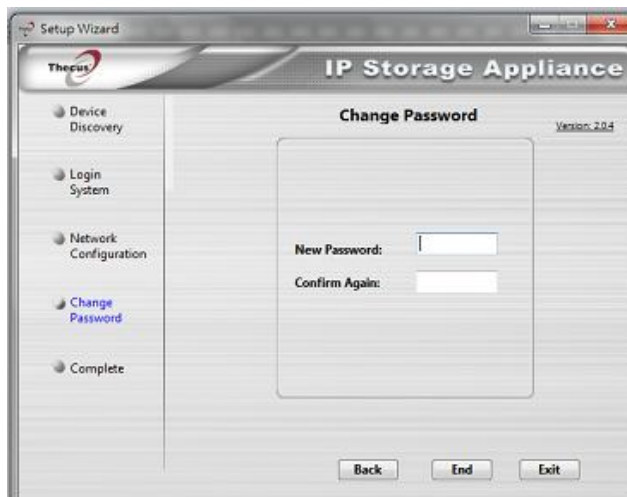 Setup Wizard
Thecus
IP Storage Appliance
Device
Discovery
Login
System
Network
Configuration
Change
Password
Complete
Change Password
Version: 2.0.4
New Password:
Confirm Again:
Back
End
Exit